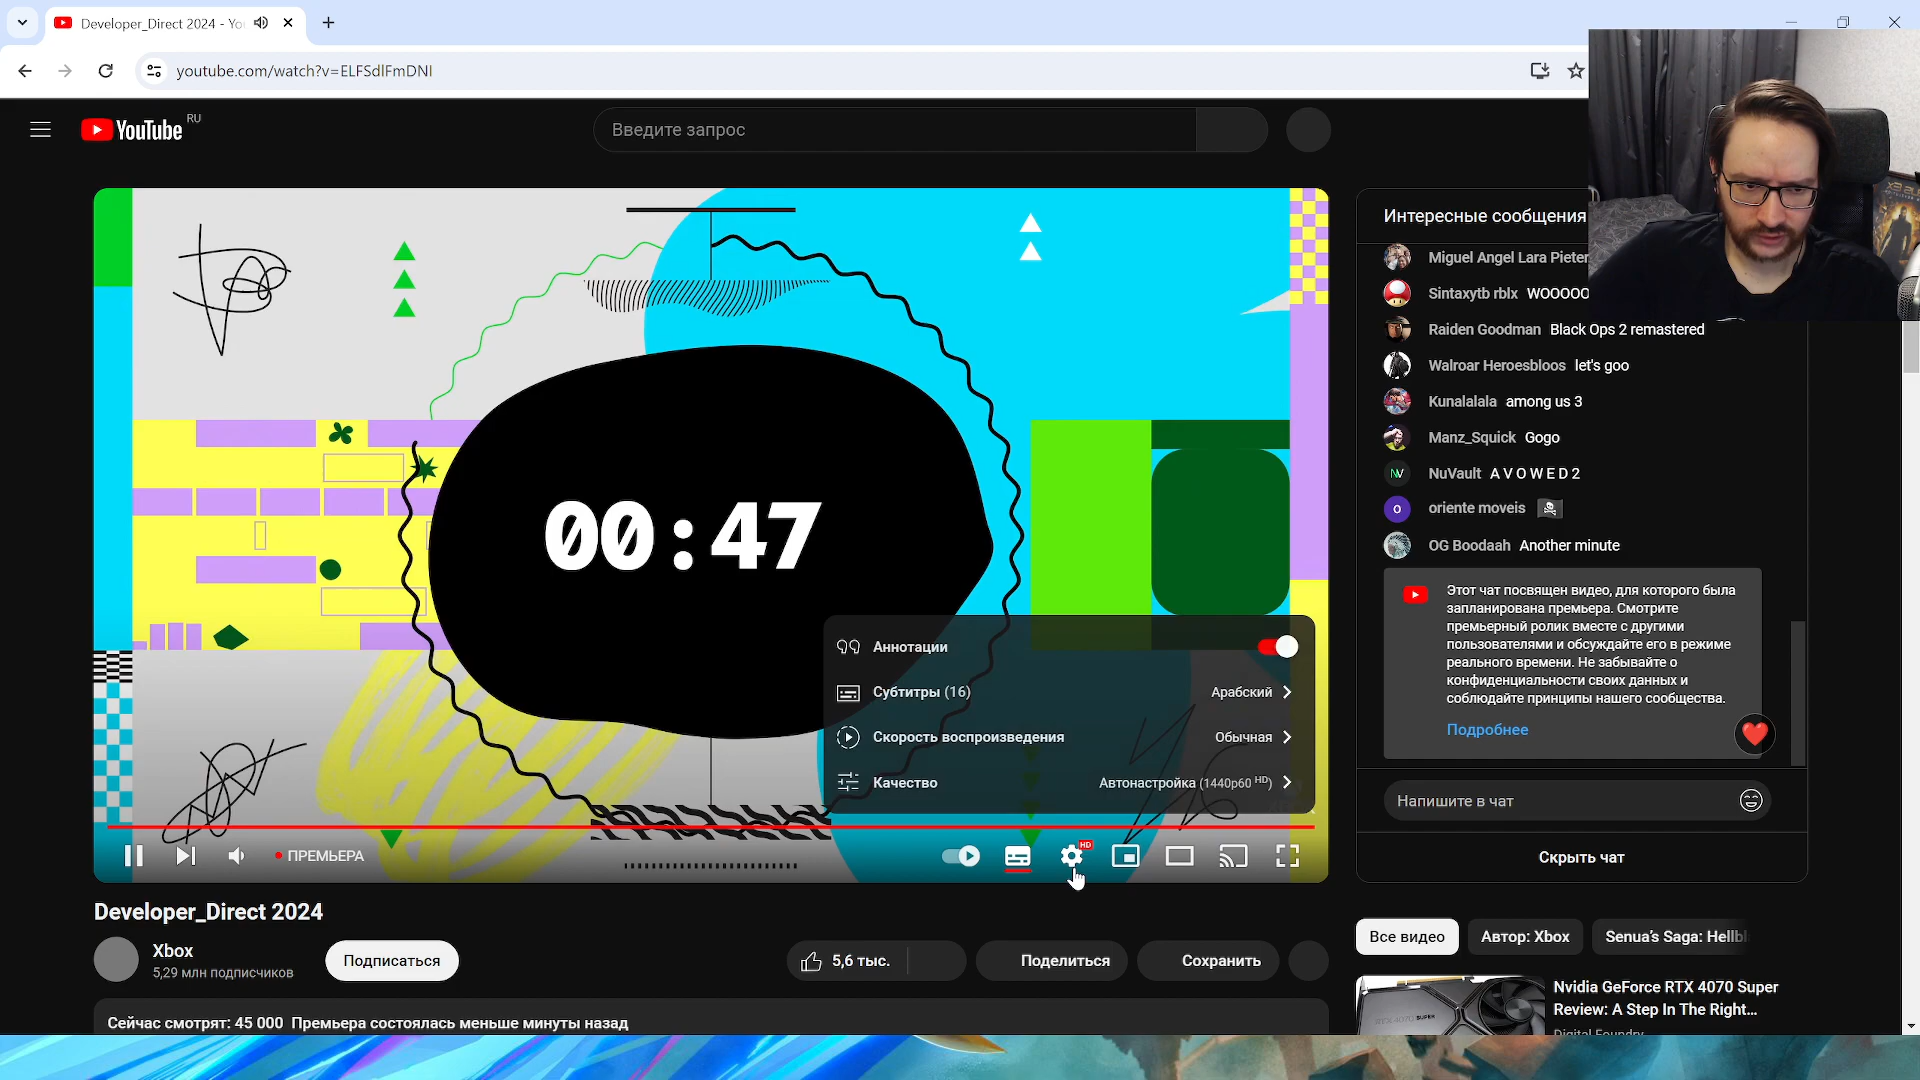 Developer_Direct 2024 - Yo
youtube.com/watch?v=ELFSdlFmDNI
YouTube
RU
Введите запрос
00:47
Аннотации
Субтитры (16) Арабский
Скорость воспроизведения Обычная
Качество Автонастройка (1440p60 HD)
ПРЕМЬЕРА
HD
Developer_Direct 2024
Xbox
5,29 млн подписчиков
Подписаться
5,6 тыс.
Поделиться
Сохранить
Сейчас смотрят: 45 000 Премьера состоялась меньше минуты назад
Интересные сообщения
Miguel Angel Lara Pieter
Sintaxytb rblx WOOOOO
Raiden Goodman Black Ops 2 remastered
Walroar Heroesbloos let's goo
Kunalalala among us 3
Manz_Squick Gogo
NV
NuVault A V O W E D 2
o
oriente moveis
OG Boodaah Another minute
Этот чат посвящен видео, для которого была
запланирована премьера. Смотрите
премьерный ролик вместе с другими
пользователями и обсуждайте его в режиме
реального времени. Не забывайте о
конфиденциальности своих данных и
соблюдайте принципы нашего сообщества.
Подробнее
Напишите в чат
Скрыть чат
Все видео
Автор: Xbox
Senua's Saga: Hellbl
Nvidia GeForce RTX 4070 Super
Review: A Step In The Right...
Digital Foundry